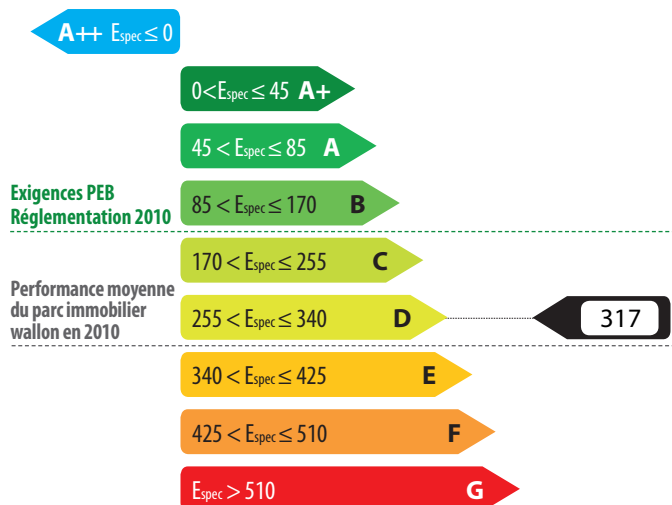 A++ Espec ≤ 0
0<Espec ≤ 45 A+
45 < Espec ≤ 85 A
Exigences PEB
Réglementation 2010
85 < Espec ≤ 170 B
170 < Espec ≤ 255 C
Performance moyenne
du parc immobilier
wallon en 2010
255 < Espec ≤ 340 D
317
340 < Espec ≤ 425 E
425 < Espec ≤ 510 F
Espec > 510 G